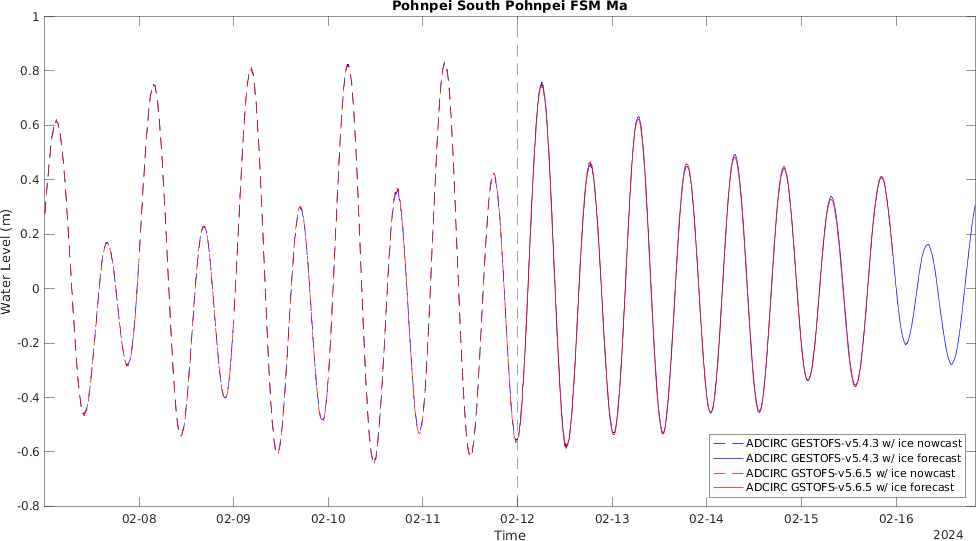 Pohnpei South Pohnpei FSM Ma
1
0.8
0.6
0.4
0.2
0
-0.2
-0.4
-0.6
-0.8
Water Level (m)
ADCIRC GESTOFS-v5.4.3 w/ ice nowcast
ADCIRC GESTOFS-v5.4.3 w/ ice forecast
ADCIRC GSTOFS-v5.6.5 w/ ice nowcast
ADCIRC GSTOFS-v5.6.5 w/ ice forecast
02-08 02-09 02-10 02-11 02-12 02-13 02-14 02-15 02-16
Time
2024